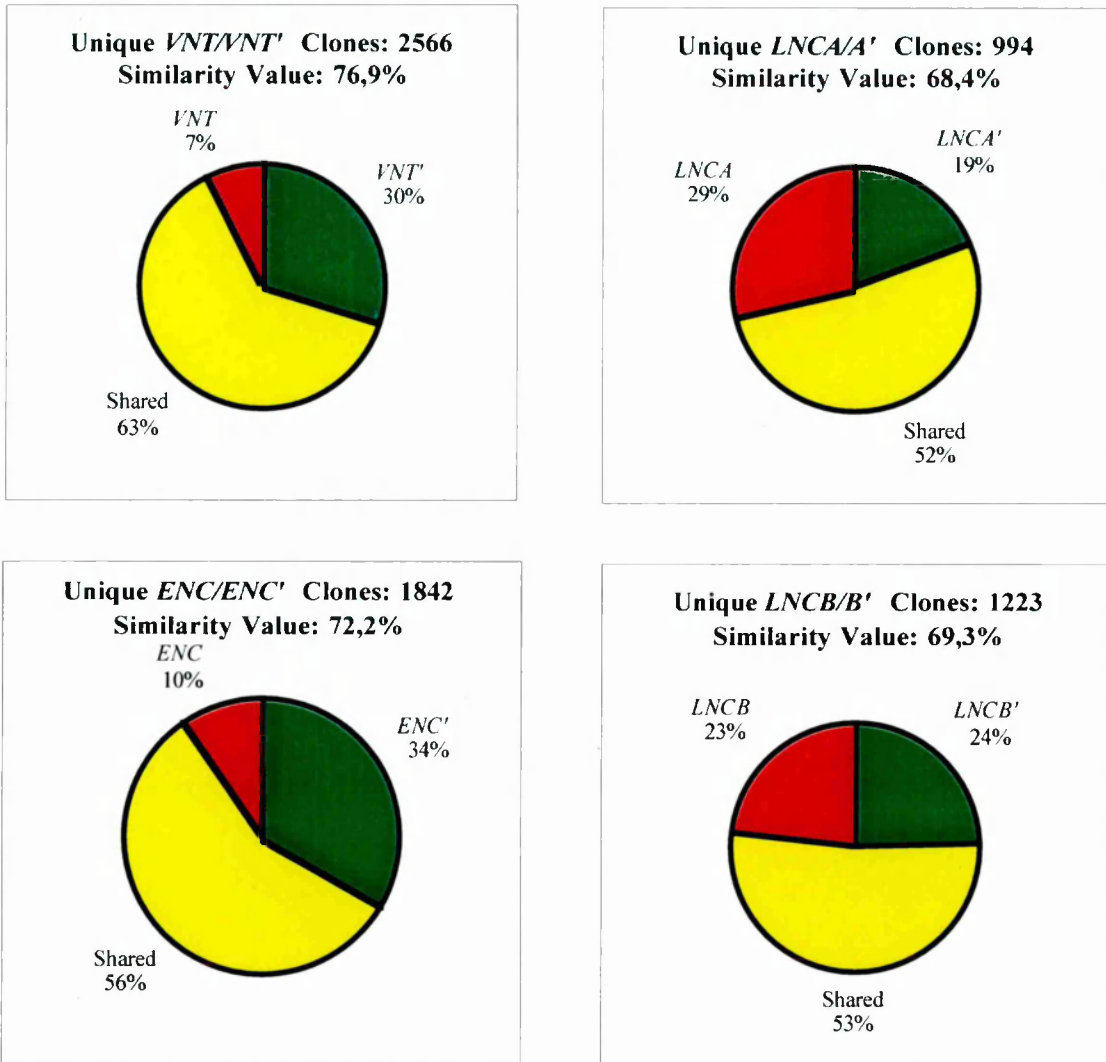 Unique VNT/VNT' Clones: 2566
Similarity Value: 76,9%
VNT
7%
VNT'
30%
Shared
63%
Unique LNCA/A' Clones: 994
Similarity Value: 68,4%
LNCA
29%
LNCA'
19%
Shared
52%
Unique ENC/ENC' Clones: 1842
Similarity Value: 72,2%
ENC
10%
ENC'
34%
Shared
56%
Unique LNCB/B' Clones: 1223
Similarity Value: 69,3%
LNCB
23%
LNCB'
24%
Shared
53%